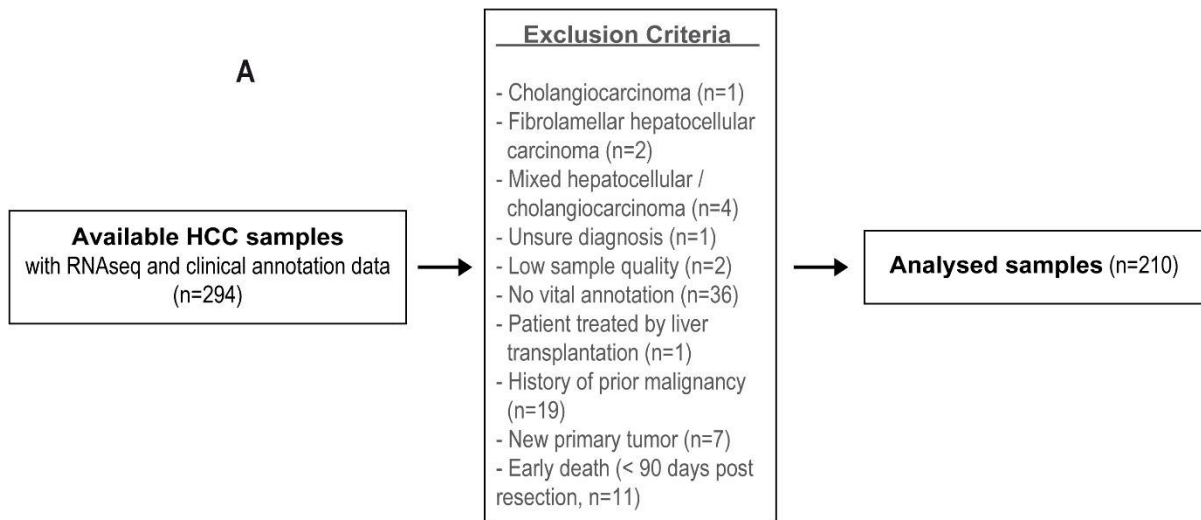 A
Available HCC samples
with RNAseq and clinical annotation data
(n=294)
Exclusion Criteria
- Cholangiocarcinoma (n=1)
- Fibrolamellar hepatocellular
carcinoma (n=2)
- Mixed hepatocellular /
cholangiocarcinoma (n=4)
- Unsure diagnosis (n=1)
- Low sample quality (n=2)
- No vital annotation (n=36)
- Patient treated by liver
transplantation (n=1)
- History of prior malignancy
(n=19)
- New primary tumor (n=7)
- Early death (< 90 days post
resection, n=11)
Analysed samples (n=210)